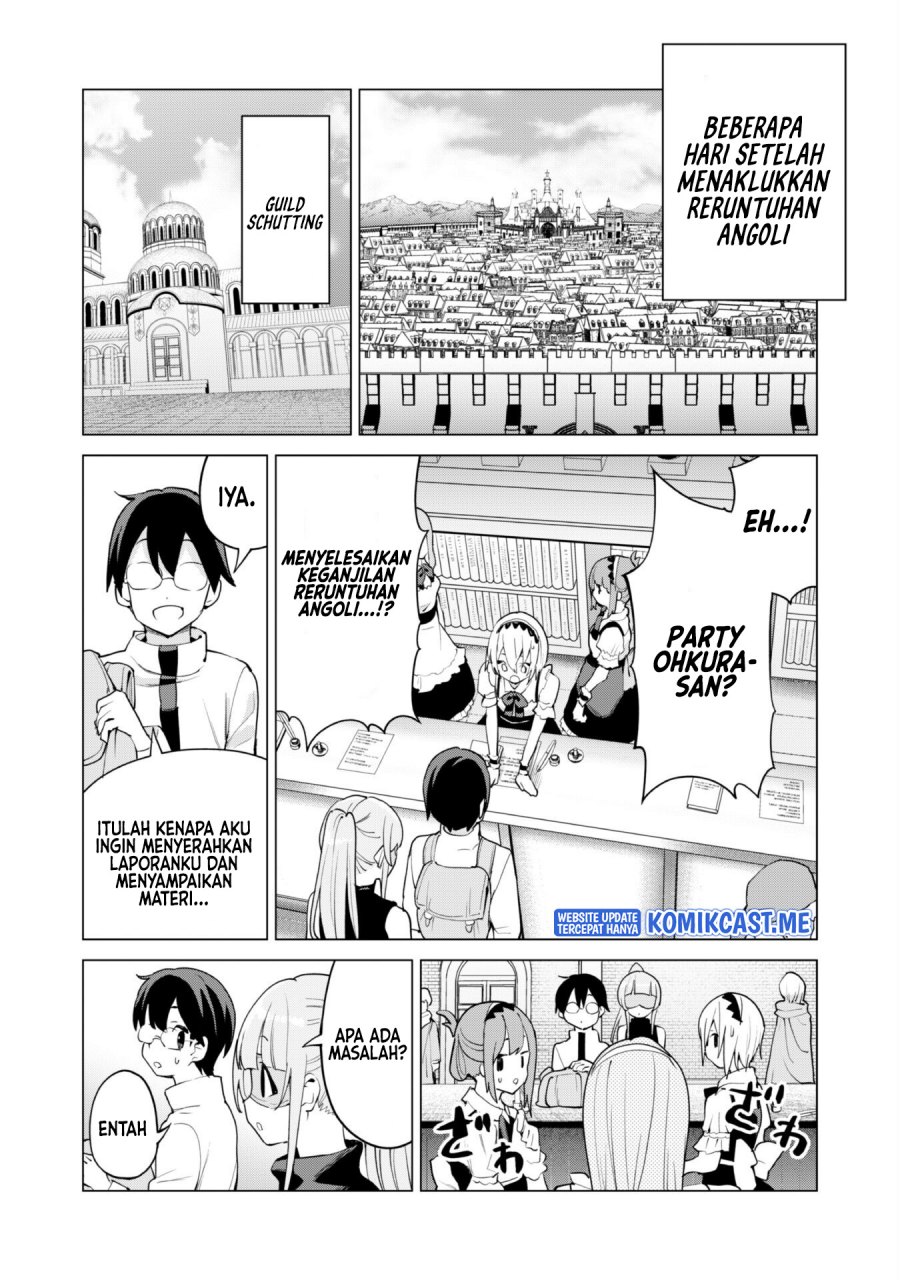 BEBERAPA
HARI SETELAH
MENAKLUKKAN
RERUNTUHAN
ANGOLI
GUILD
SCHUTTING
EH...!
PARTY
OHKURA-
SAN?
MENYELESAIKAN
KEGANJILAN
RERUNTUHAN
ANGOLI...!?
IYA.
ITULAH KENAPA AKU
INGIN MENYERAHKAN
LAPORANKU DAN
MENYAMPAIKAN
MATERI...
WEBSITE UPDATE
TERCEPAT HANYA
KOMIKCAST.ME
ざわ
ざわ
APA ADA
MASALAH?
ENTAH